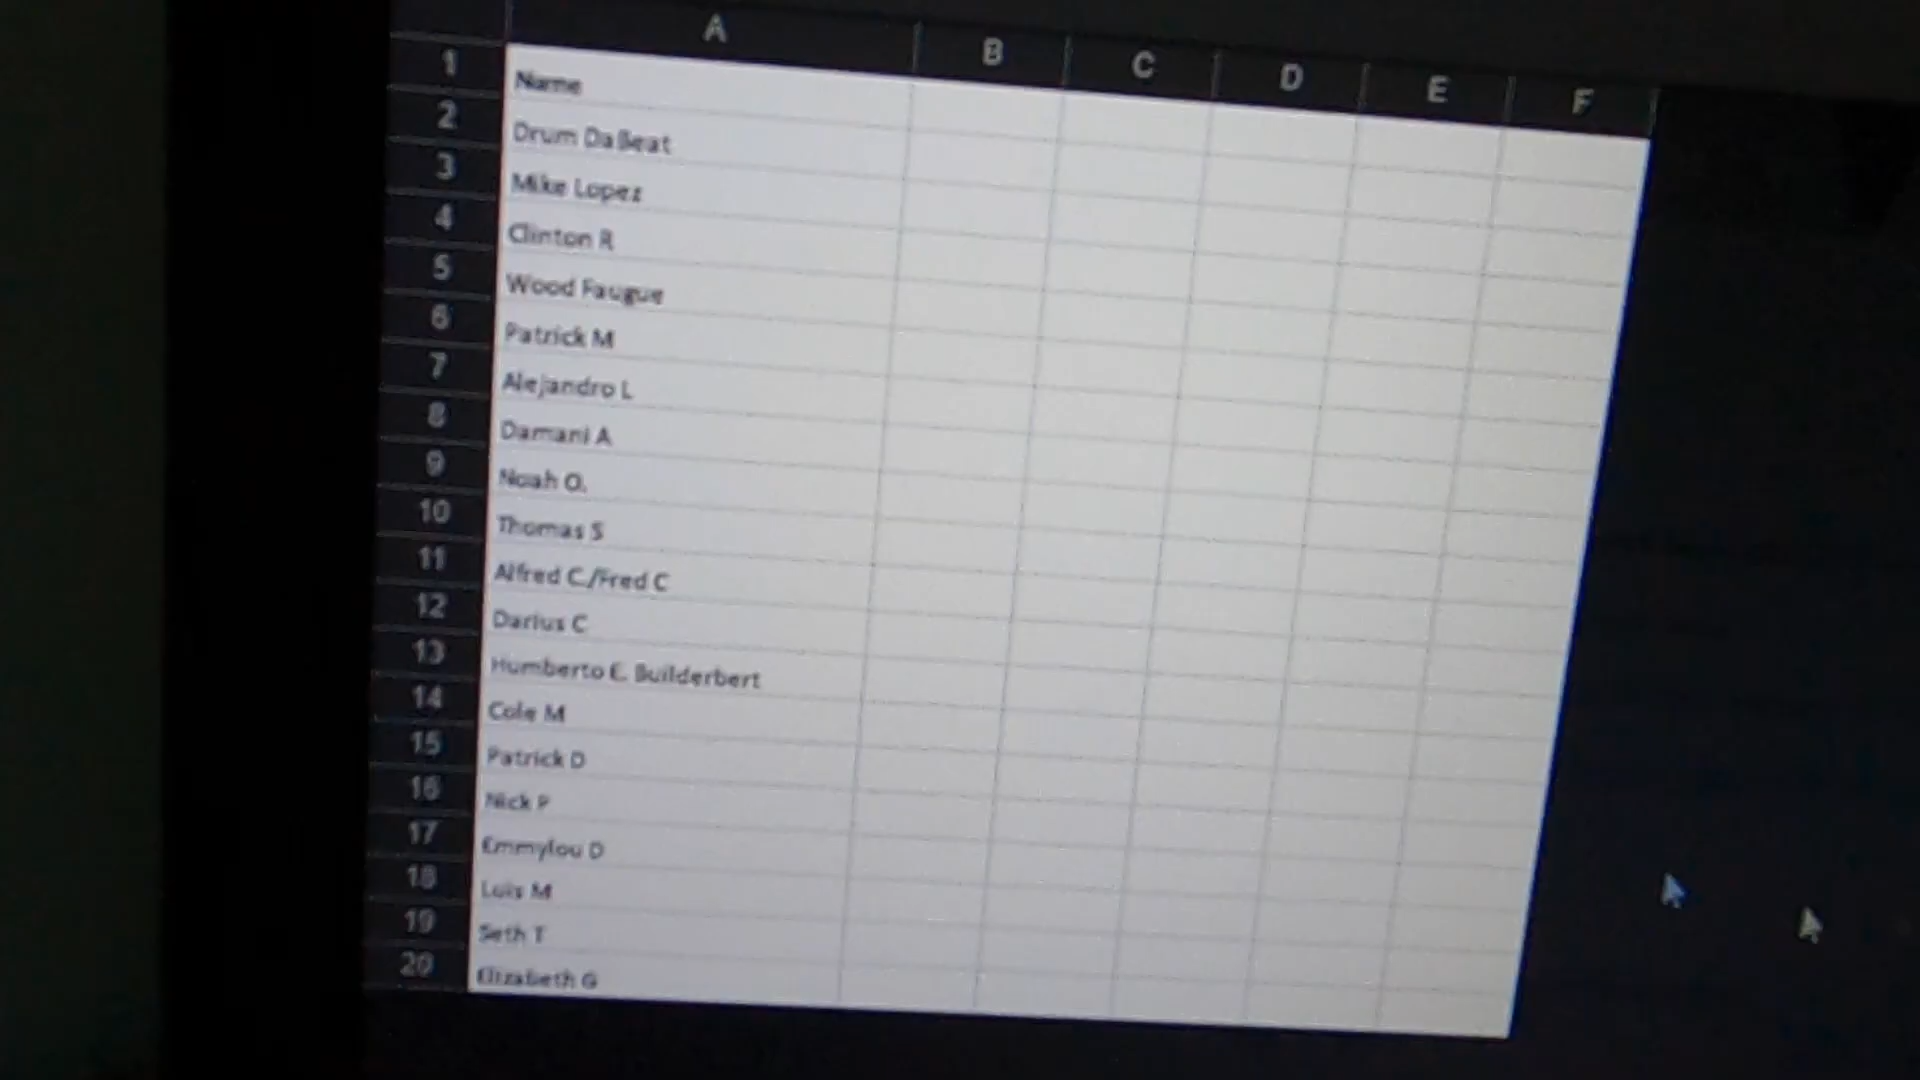 A B C D E F
1 Name
2 Drum DaBeat
3 Mike Lopez
4 Clinton R
5 Wood Faugue
6 Patrick M
7 Alejandro L
8 Damani A
9 Noah O.
10 Thomas S
11 Alfred C./Fred C
12 Darius C
13 Humberto E. Builderbert
14 Cole M
15 Patrick D
16 Nick P
17 Emmylou D
18 Luis M
19 Seth T
20 Elizabeth G